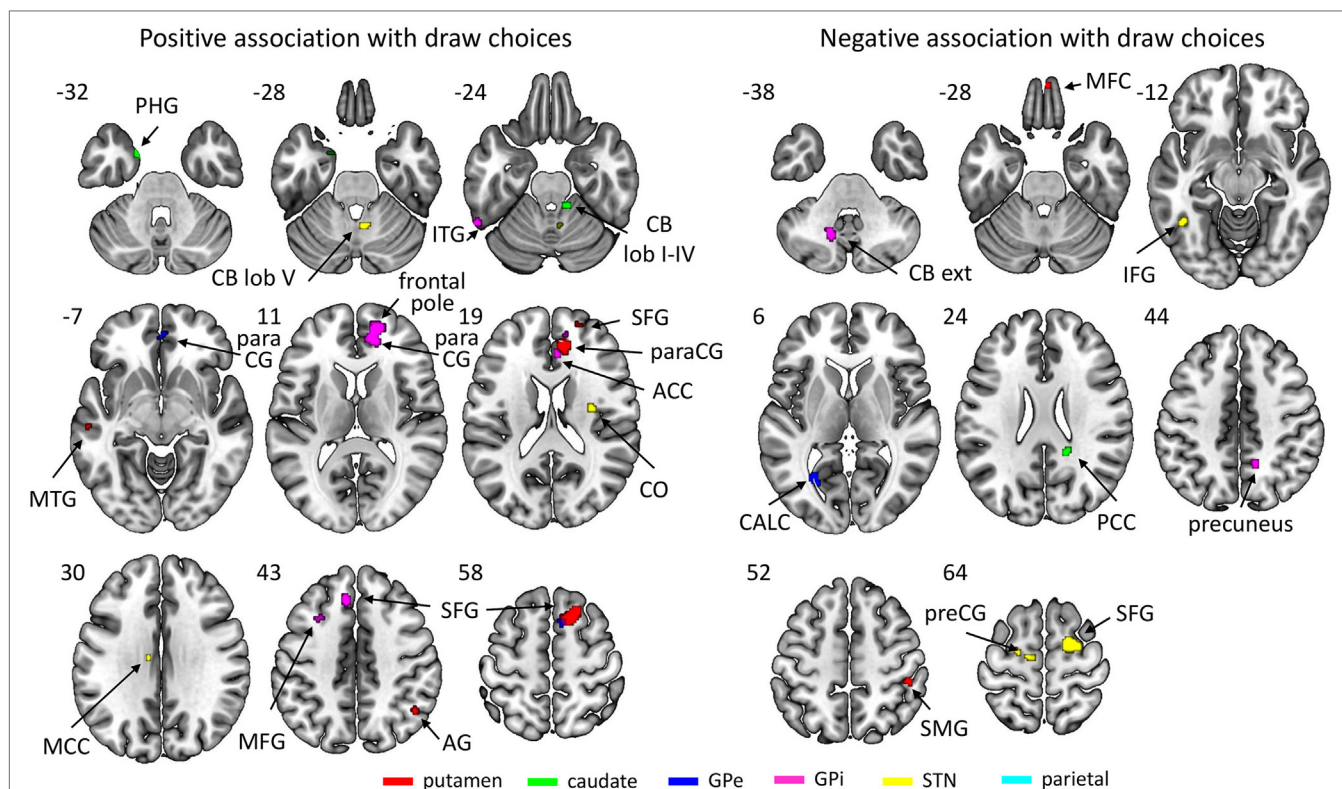 Positive association with draw choices
Negative association with draw choices
-32
PHG
-28
-24
CB lob V
ITG
CB
lob I-IV
-38
CB ext
-28
MFC
-12
IFG
-7
para
CG
MTG
11
frontal
pole
para
CG
19
SFG
paraCG
ACC
CO
6
CALC
24
PCC
44
precuneus
30
MCC
43
MFG
SFG
AG
58
52
SMG
64
preCG
SFG
putamen
caudate
GPe
GPi
STN
parietal